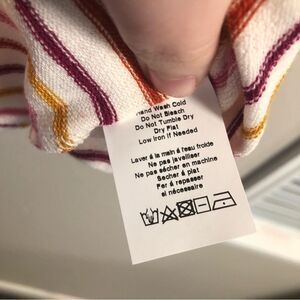 Hand Wash Cold
Do Not Bleach
Do Not Tumble Dry
Dry Flat
Low Iron if Needed
Laver à la main à l'eau froide
Ne pas javelliser
Ne pas sécher en machine
Secher á plat
Fer á repasser
si nécessaire